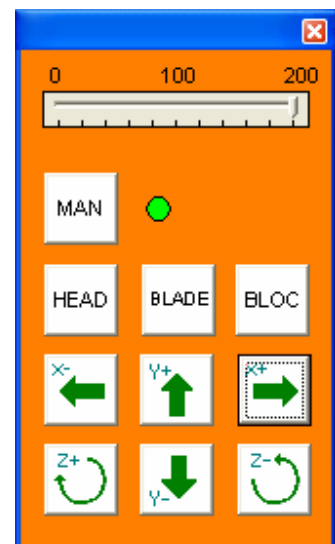 0 100 200
MAN
HEAD BLADE BLOC
X- Y+ X+
Z+ Y- Z-